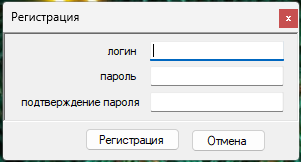 Регистрация
логин
пароль
подтверждение пароля
Регистрация Отмена